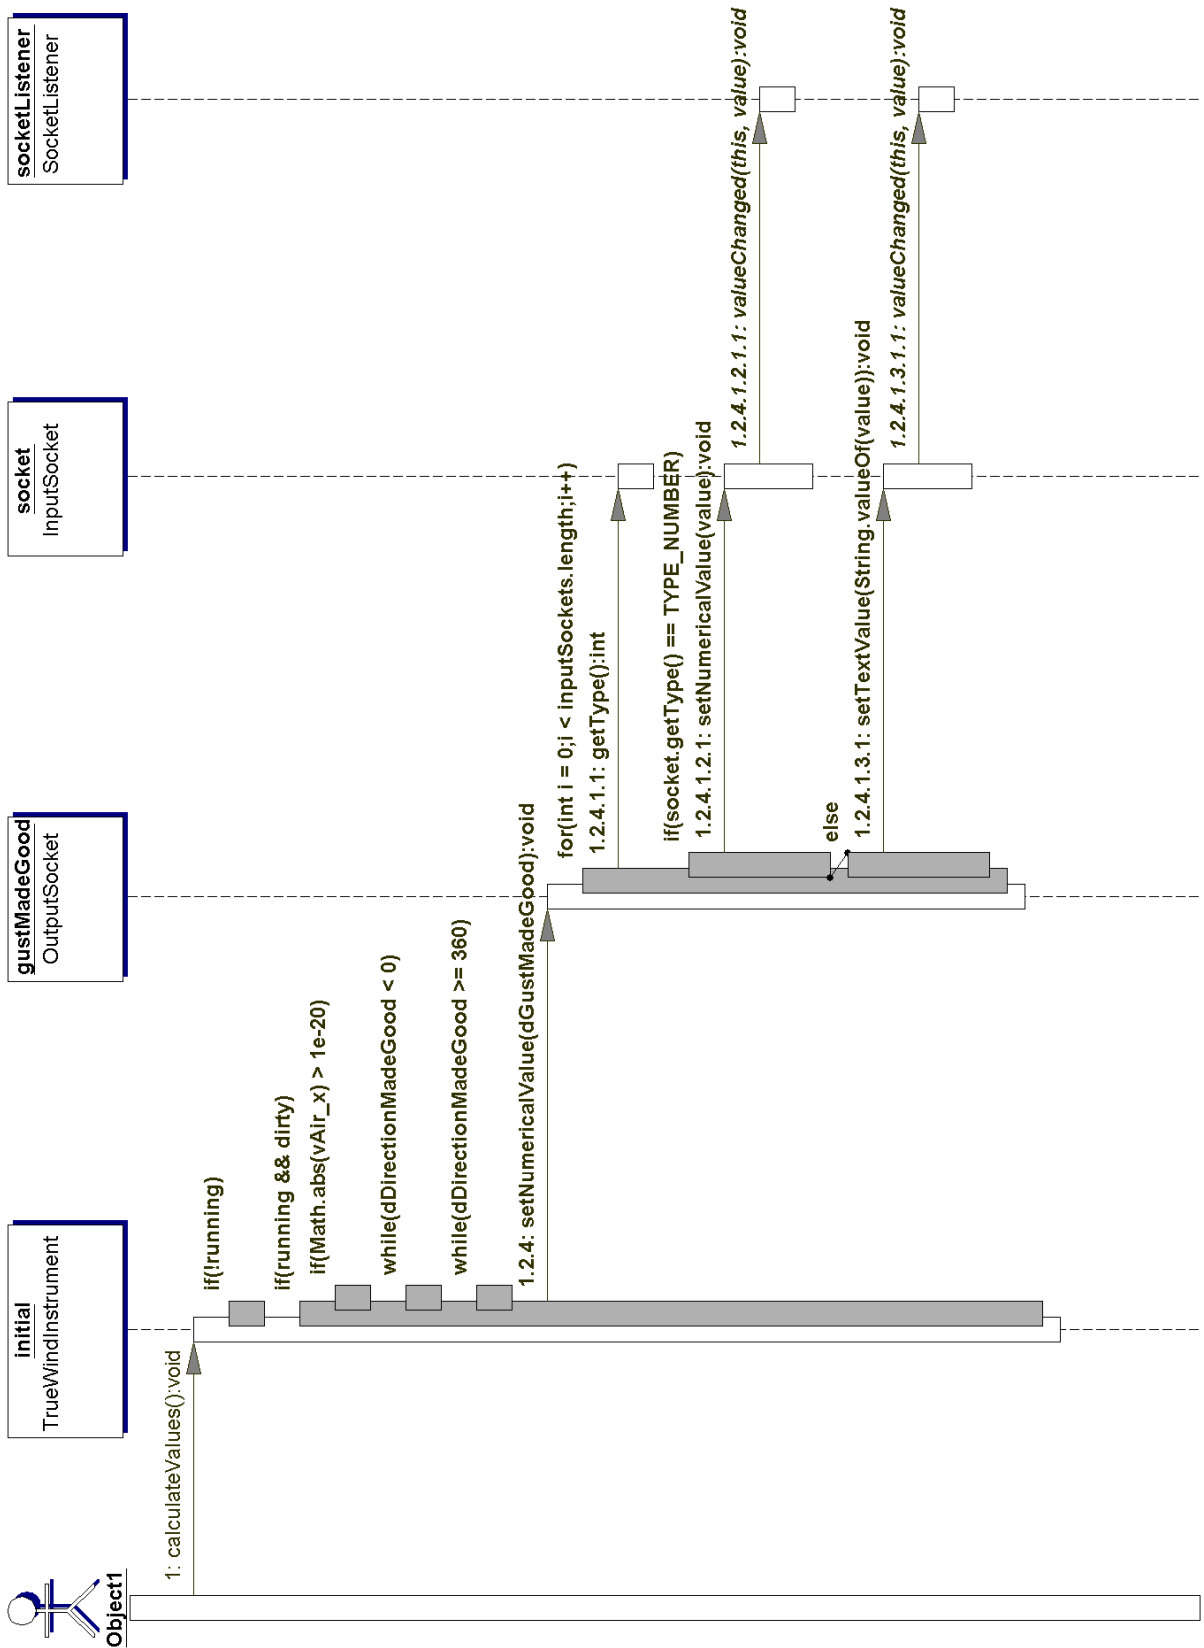 Object1
initial
TrueWindInstrument
gustMadeGood
OutputSocket
socket
InputSocket
socketListener
SocketListener
1: calculateValues():void
if(!running)
if(running && dirty)
if(Math.abs(vAir_x) > 1e-20)
while(dDirectionMadeGood < 0)
while(dDirectionMadeGood >= 360)
1.2.4: setNumericalValue(dGustMadeGood):void
for(int i = 0;i < inputSockets.length;i++)
1.2.4.1.1: getType():int
if(socket.getType() == TYPE_NUMBER)
1.2.4.1.2.1: setNumericalValue(value):void
1.2.4.1.2.1.1: valueChanged(this, value):void
else
1.2.4.1.3.1: setTextValue(String.valueOf(value)):void
1.2.4.1.3.1.1: valueChanged(this, value):void